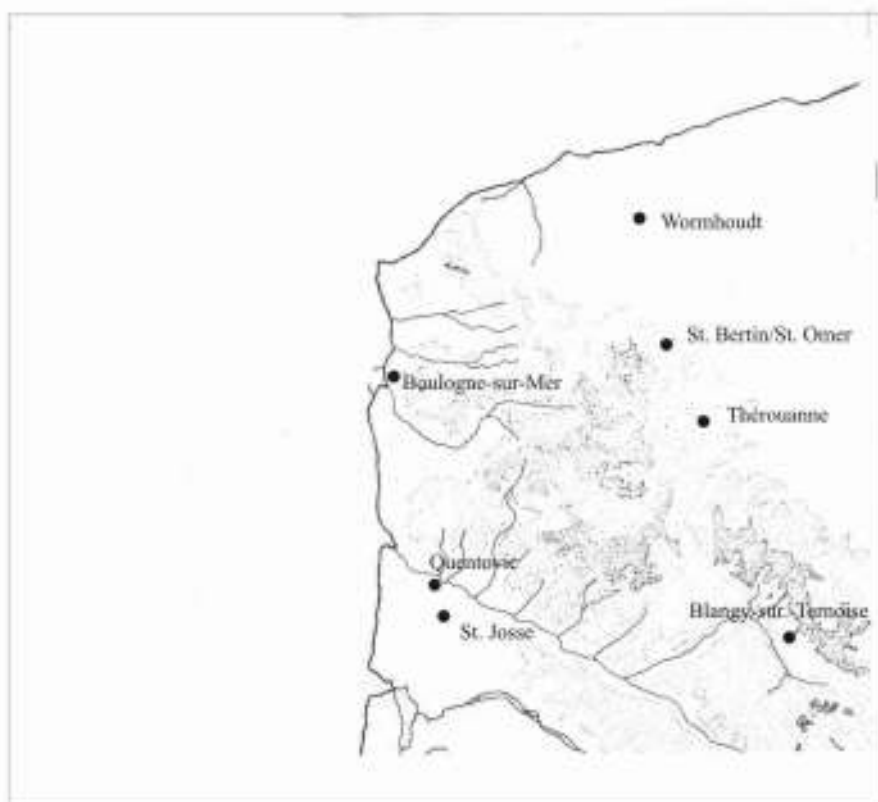 Wormhoudt
St. Bertin/St. Omer
Boulogne-sur-Mer
Thérouanne
Quentovic
St. Josse
Blangy-sur-Ternoise